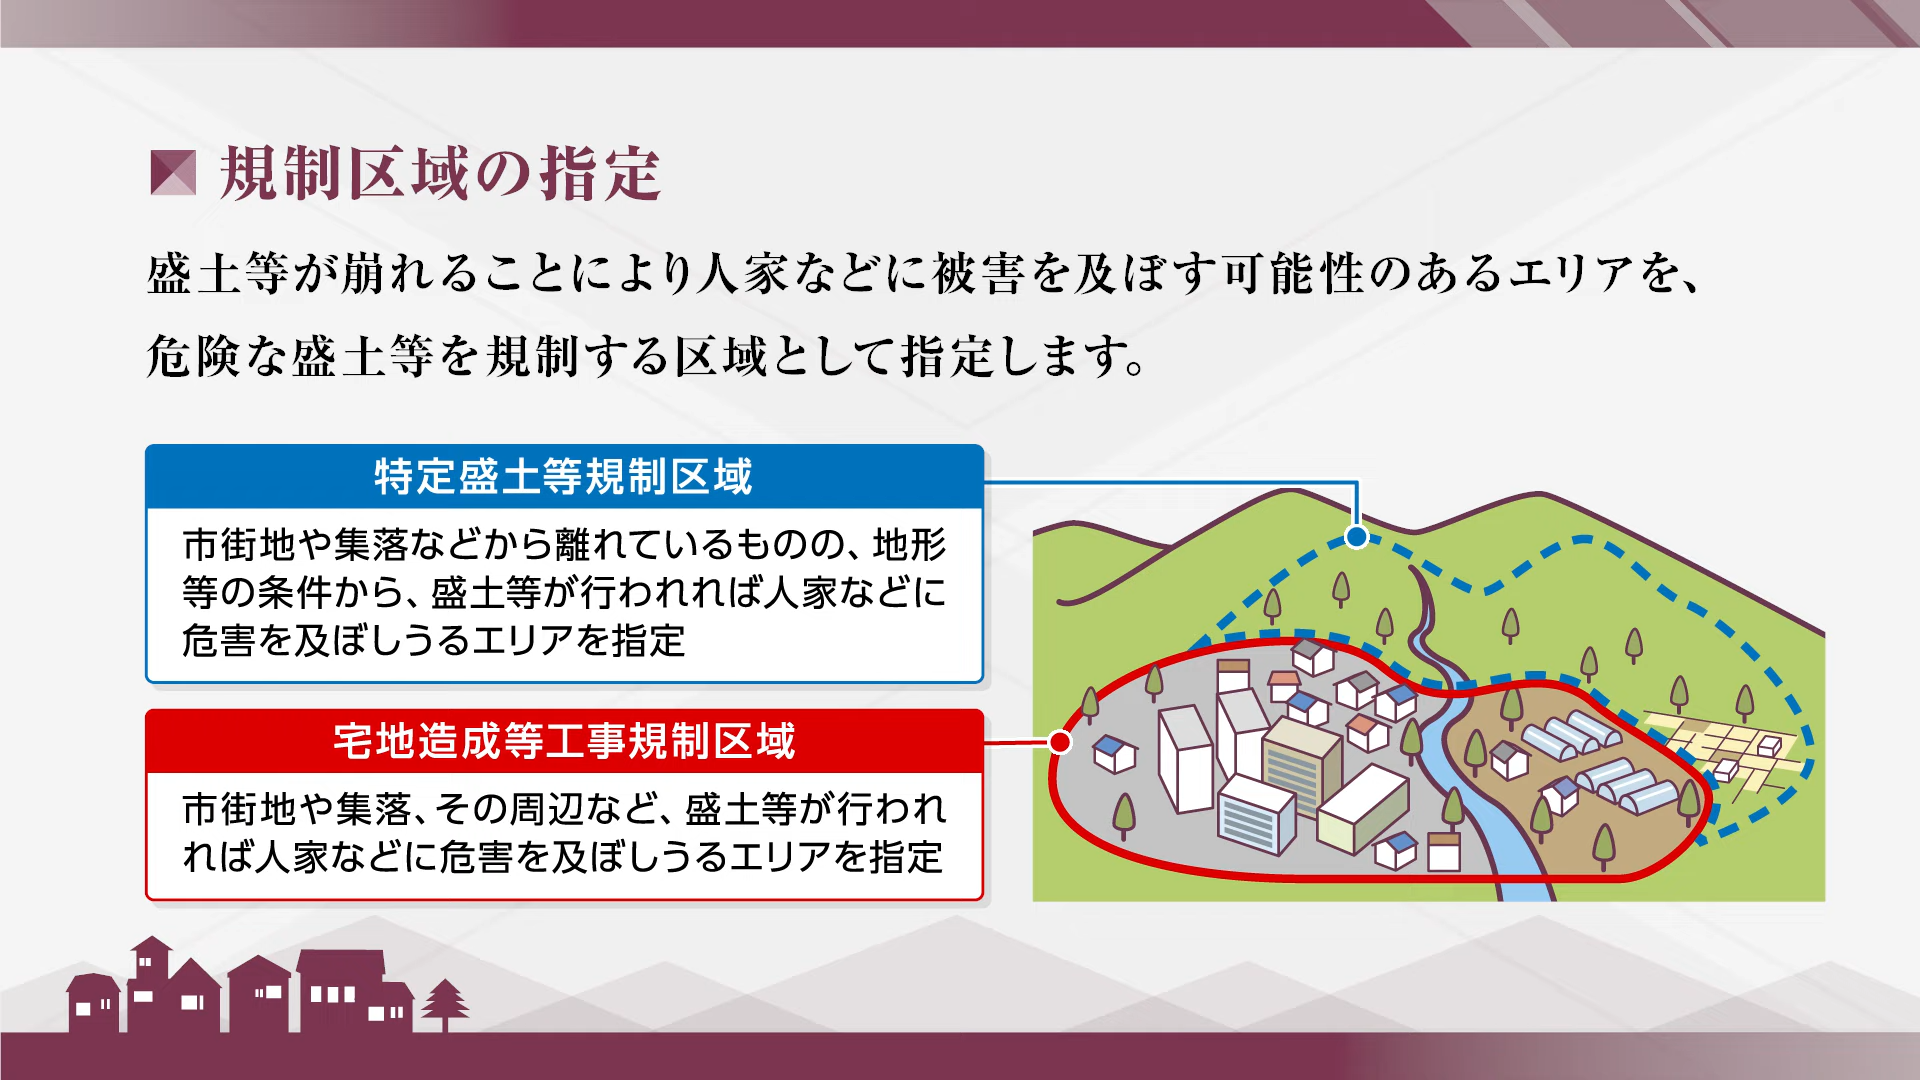 規制区域の指定
盛土等が崩れることにより人家などに被害を及ぼす可能性のあるエリアを、
危険な盛土等を規制する区域として指定します。
特定盛土等規制区域
市街地や集落などから離れているものの、地形
等の条件から、盛土等が行われれば人家などに
危害を及ぼしうるエリアを指定
宅地造成等工事規制区域
市街地や集落、その周辺など、盛土等が行われ
れば人家などに危害を及ぼしうるエリアを指定